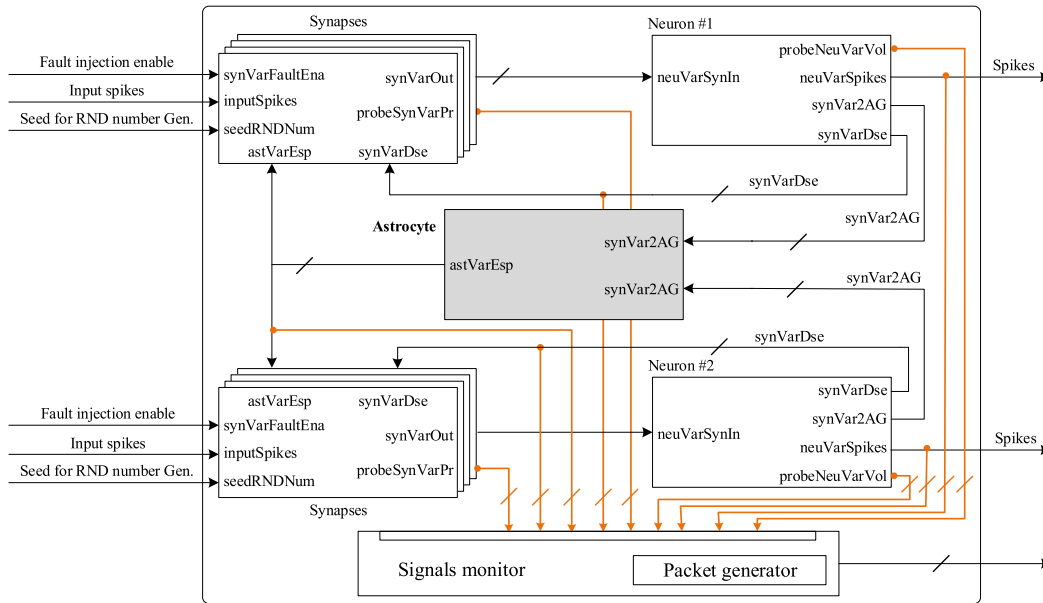 Synapses
Neuron #1
Fault injection enable
Input spikes
Seed for RND number Gen.
synVarFaultEna
inputSpikes
seedRNDNum
astVarEsp
synVarDse
synVarOut
probeSynVarPr
neuVarSynIn
probeNeuVarVol
neuVarSpikes
synVar2AG
synVarDse
Spikes
synVarDse
synVar2AG
Astrocyte
astVarEsp
synVar2AG
synVar2AG
synVar2AG
synVarDse
Neuron #2
Fault injection enable
Input spikes
Seed for RND number Gen.
astVarEsp
synVarDse
synVarFaultEna
inputSpikes
seedRNDNum
synVarOut
probeSynVarPr
Synapses
neuVarSynIn
synVarDse
synVar2AG
neuVarSpikes
probeNeuVarVol
Spikes
Signals monitor
Packet generator